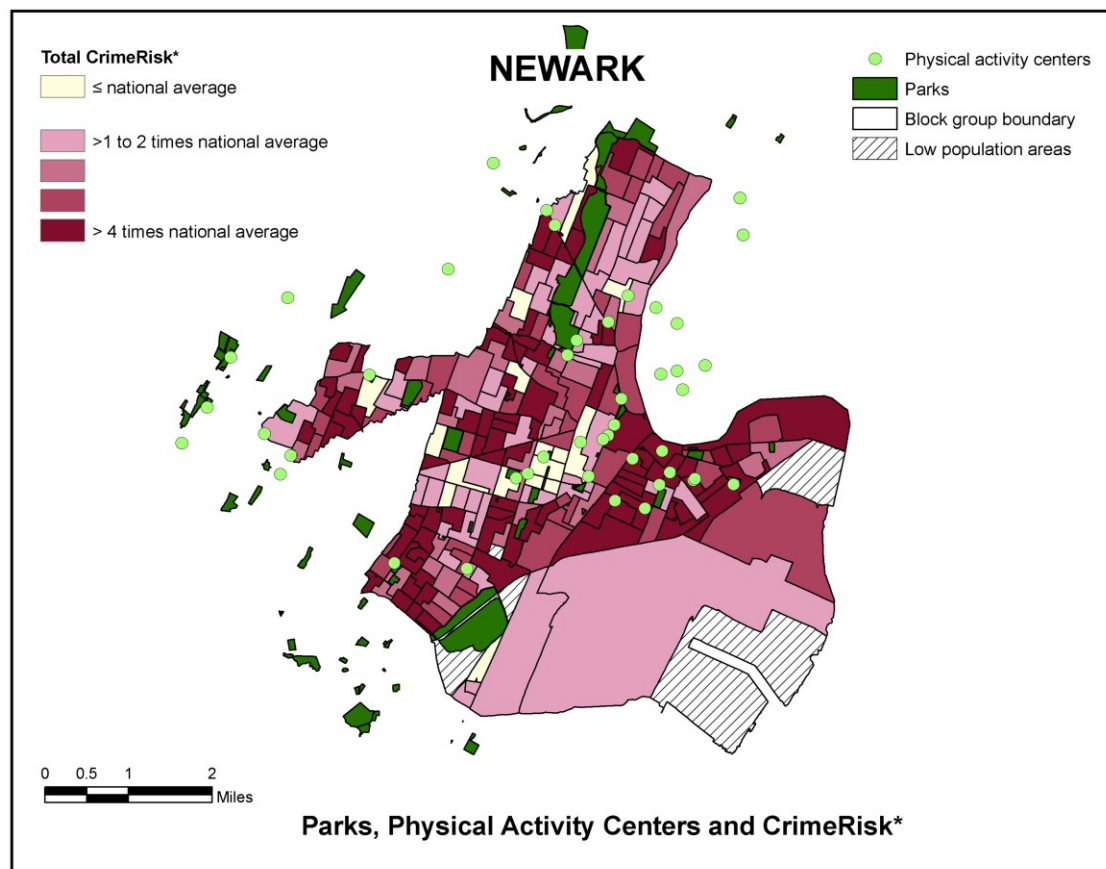 NEWARK
Total CrimeRisk*
≤ national average
>1 to 2 times national average
> 4 times national average
Physical activity centers
Parks
Block group boundary
Low population areas
0 0.5 1 2
Miles
Parks, Physical Activity Centers and CrimeRisk*